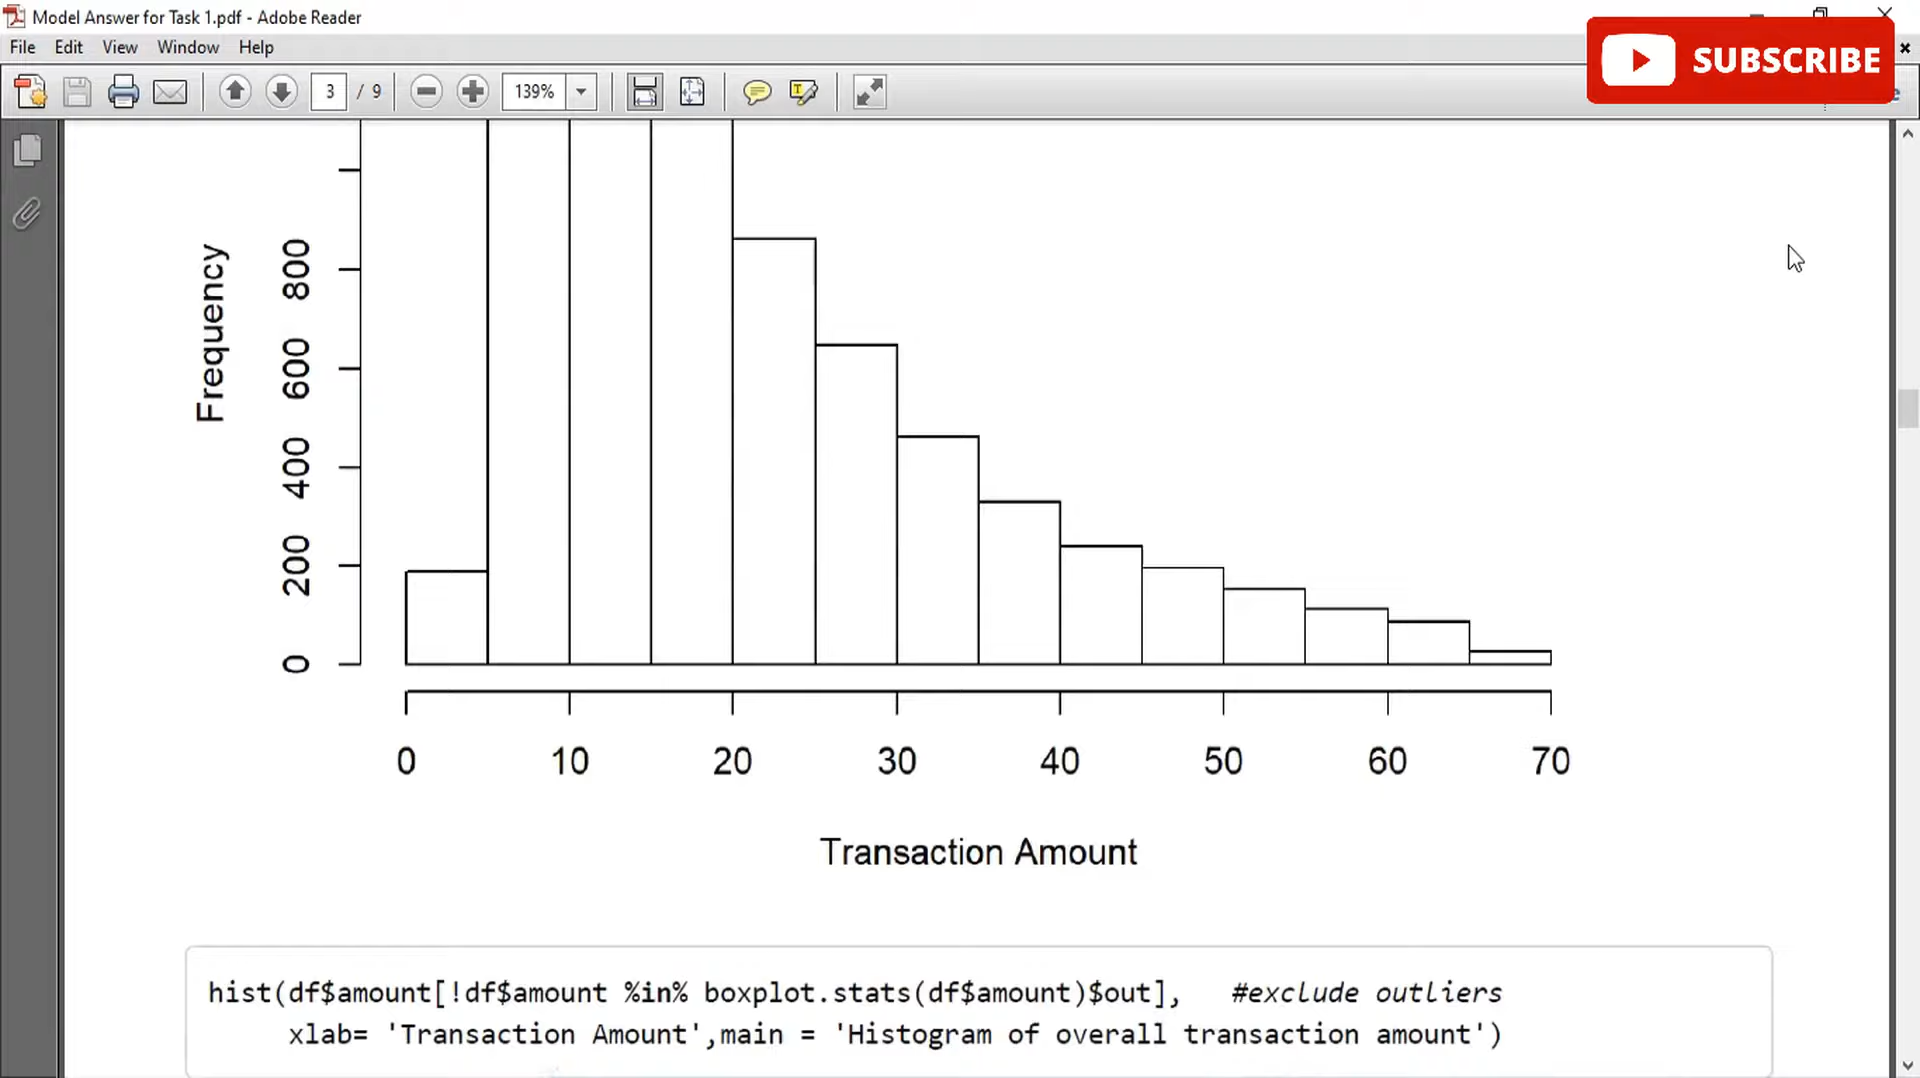 Model Answer for Task 1.pdf - Adobe Reader
File Edit View Window Help
SUBSCRIBE
3 / 9 139%
Frequency
800
600
400
200
0
0 10 20 30 40 50 60 70
Transaction Amount
hist(df$amount[!df$amount %in% boxplot.stats(df$amount)$out], #exclude outliers
xlab= 'Transaction Amount',main = 'Histogram of overall transaction amount')